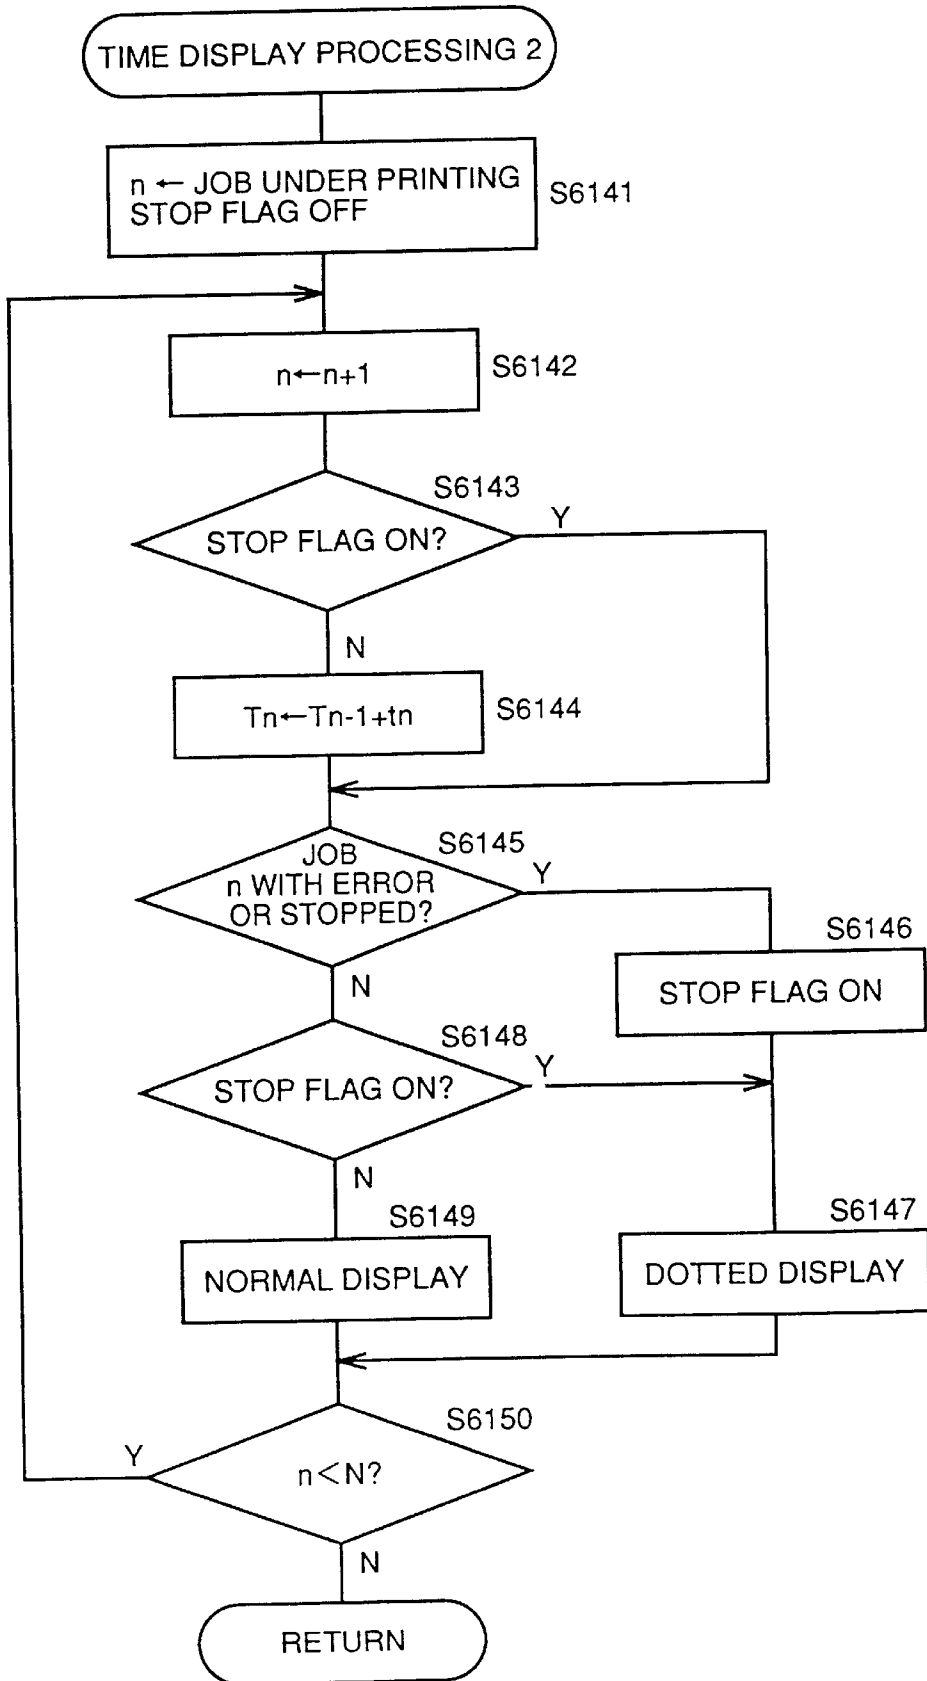 TIME DISPLAY PROCESSING 2
n ← JOB UNDER PRINTING
STOP FLAG OFF
S6141
n←n+1
S6142
S6143
STOP FLAG ON?
Y
N
Tn←Tn-1+tn
S6144
S6145
JOB
n WITH ERROR
OR STOPPED?
Y
N
S6146
STOP FLAG ON
S6148
STOP FLAG ON?
Y
N
S6149
NORMAL DISPLAY
S6147
DOTTED DISPLAY
S6150
n<N?
Y
N
RETURN